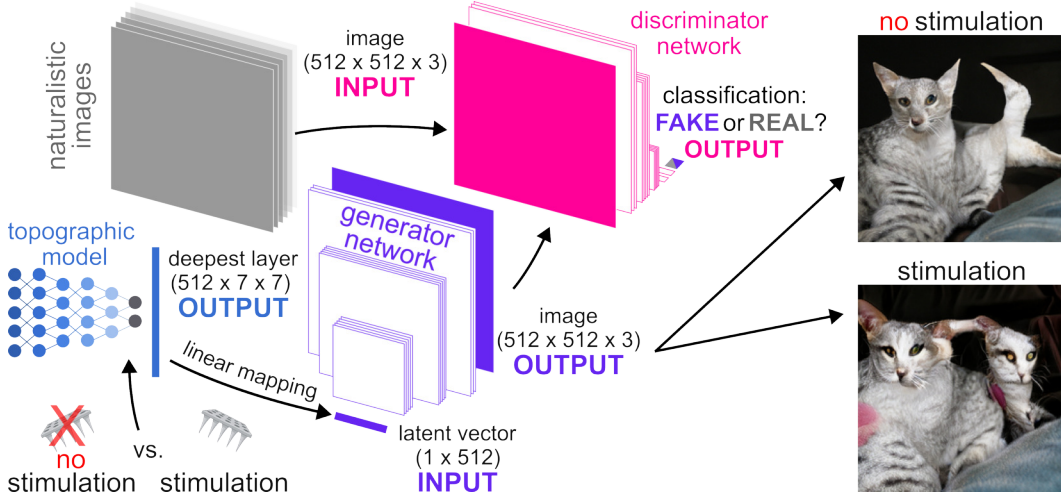 naturalistic
images
image
(512 x 512 x 3)
INPUT
discriminator
network
classification:
FAKE or REAL?
OUTPUT
no stimulation
topographic
model
deepest layer
(512 x 7 x 7)
OUTPUT
generator
network
image
(512 x 512 x 3)
OUTPUT
stimulation
linear mapping
no
stimulation
vs.
stimulation
latent vector
(1 x 512)
INPUT